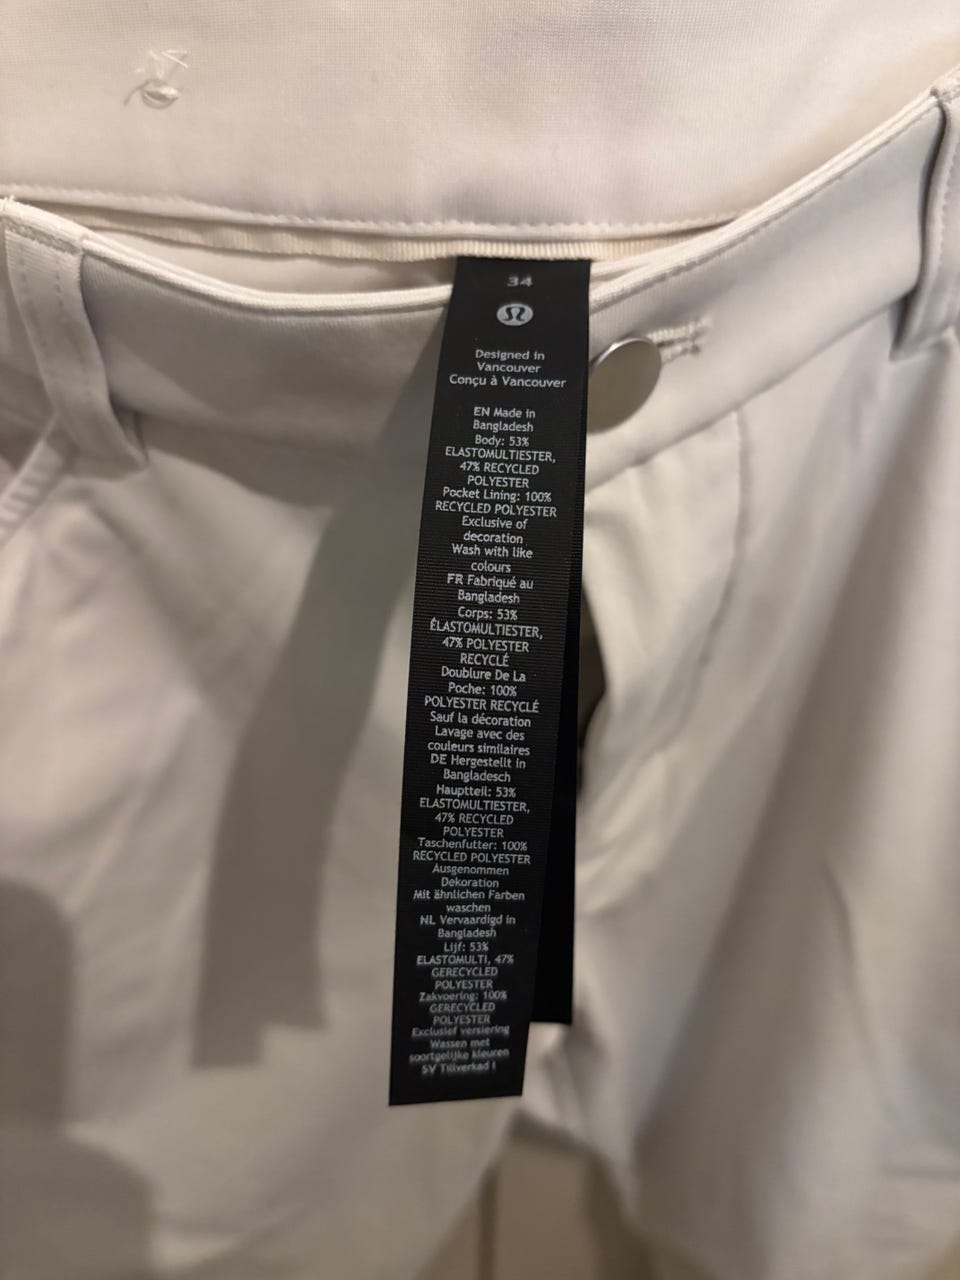 34
Designed in
Vancouver
Conçu à Vancouver
EN Made in
Bangladesh
Body: 53%
ELASTOMULTIESTER,
47% RECYCLED
POLYESTER
Pocket Lining: 100%
RECYCLED POLYESTER
Exclusive of
decoration
Wash with like
colours
FR Fabriqué au
Bangladesh
Corps: 53%
ÉLASTOMULTIESTER,
47% POLYESTER
RECYCLÉ
Doublure De La
Poche: 100%
POLYESTER RECYCLÉ
Sauf la décoration
Lavage avec des
couleurs similaires
DE Hergestellt in
Bangladesch
Hauptteil: 53%
ELASTOMULTIESTER,
47% RECYCLED
POLYESTER
Taschenfutter: 100%
RECYCLED POLYESTER
Ausgenommen
Dekoration
Mit ähnlichen Farben
waschen
NL Vervaardigd in
Bangladesh
Lijf: 53%
ELASTOMULTI, 47%
GERECYCLED
POLYESTER
Zakvoering: 100%
GERECYCLED
POLYESTER
Exclusief versiering
Wassen met
soortgelijke kleuren
SV Tillverkad i